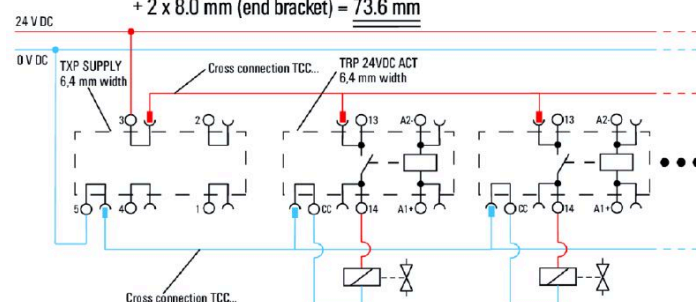 + 2 x 8.0 mm (end bracket) = 73.6 mm
24 V DC
0 V DC
TXP SUPPLY
6,4 mm width
Cross connection TCC...
TRP 24VDC ACT
6,4 mm width
3
2
13
A2-
13
A2-
5
4
1
CC
14
A1+
CC
14
A1+
Cross connection TCC...